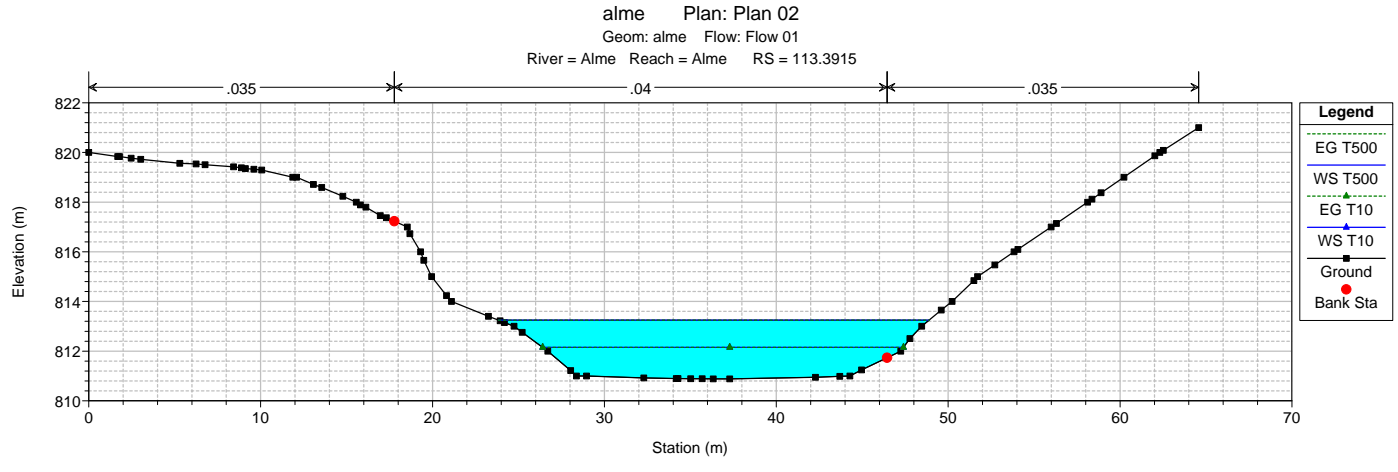 alme Plan: Plan 02
Geom: alme Flow: Flow 01
River = Alme Reach = Alme RS = 113.3915
.035 .04 .035
822
820
818
816
814
812
810
Elevation (m)
0 10 20 30 40 50 60 70
Station (m)
Legend
EG T500
WS T500
EG T10
WS T10
Ground
Bank Sta